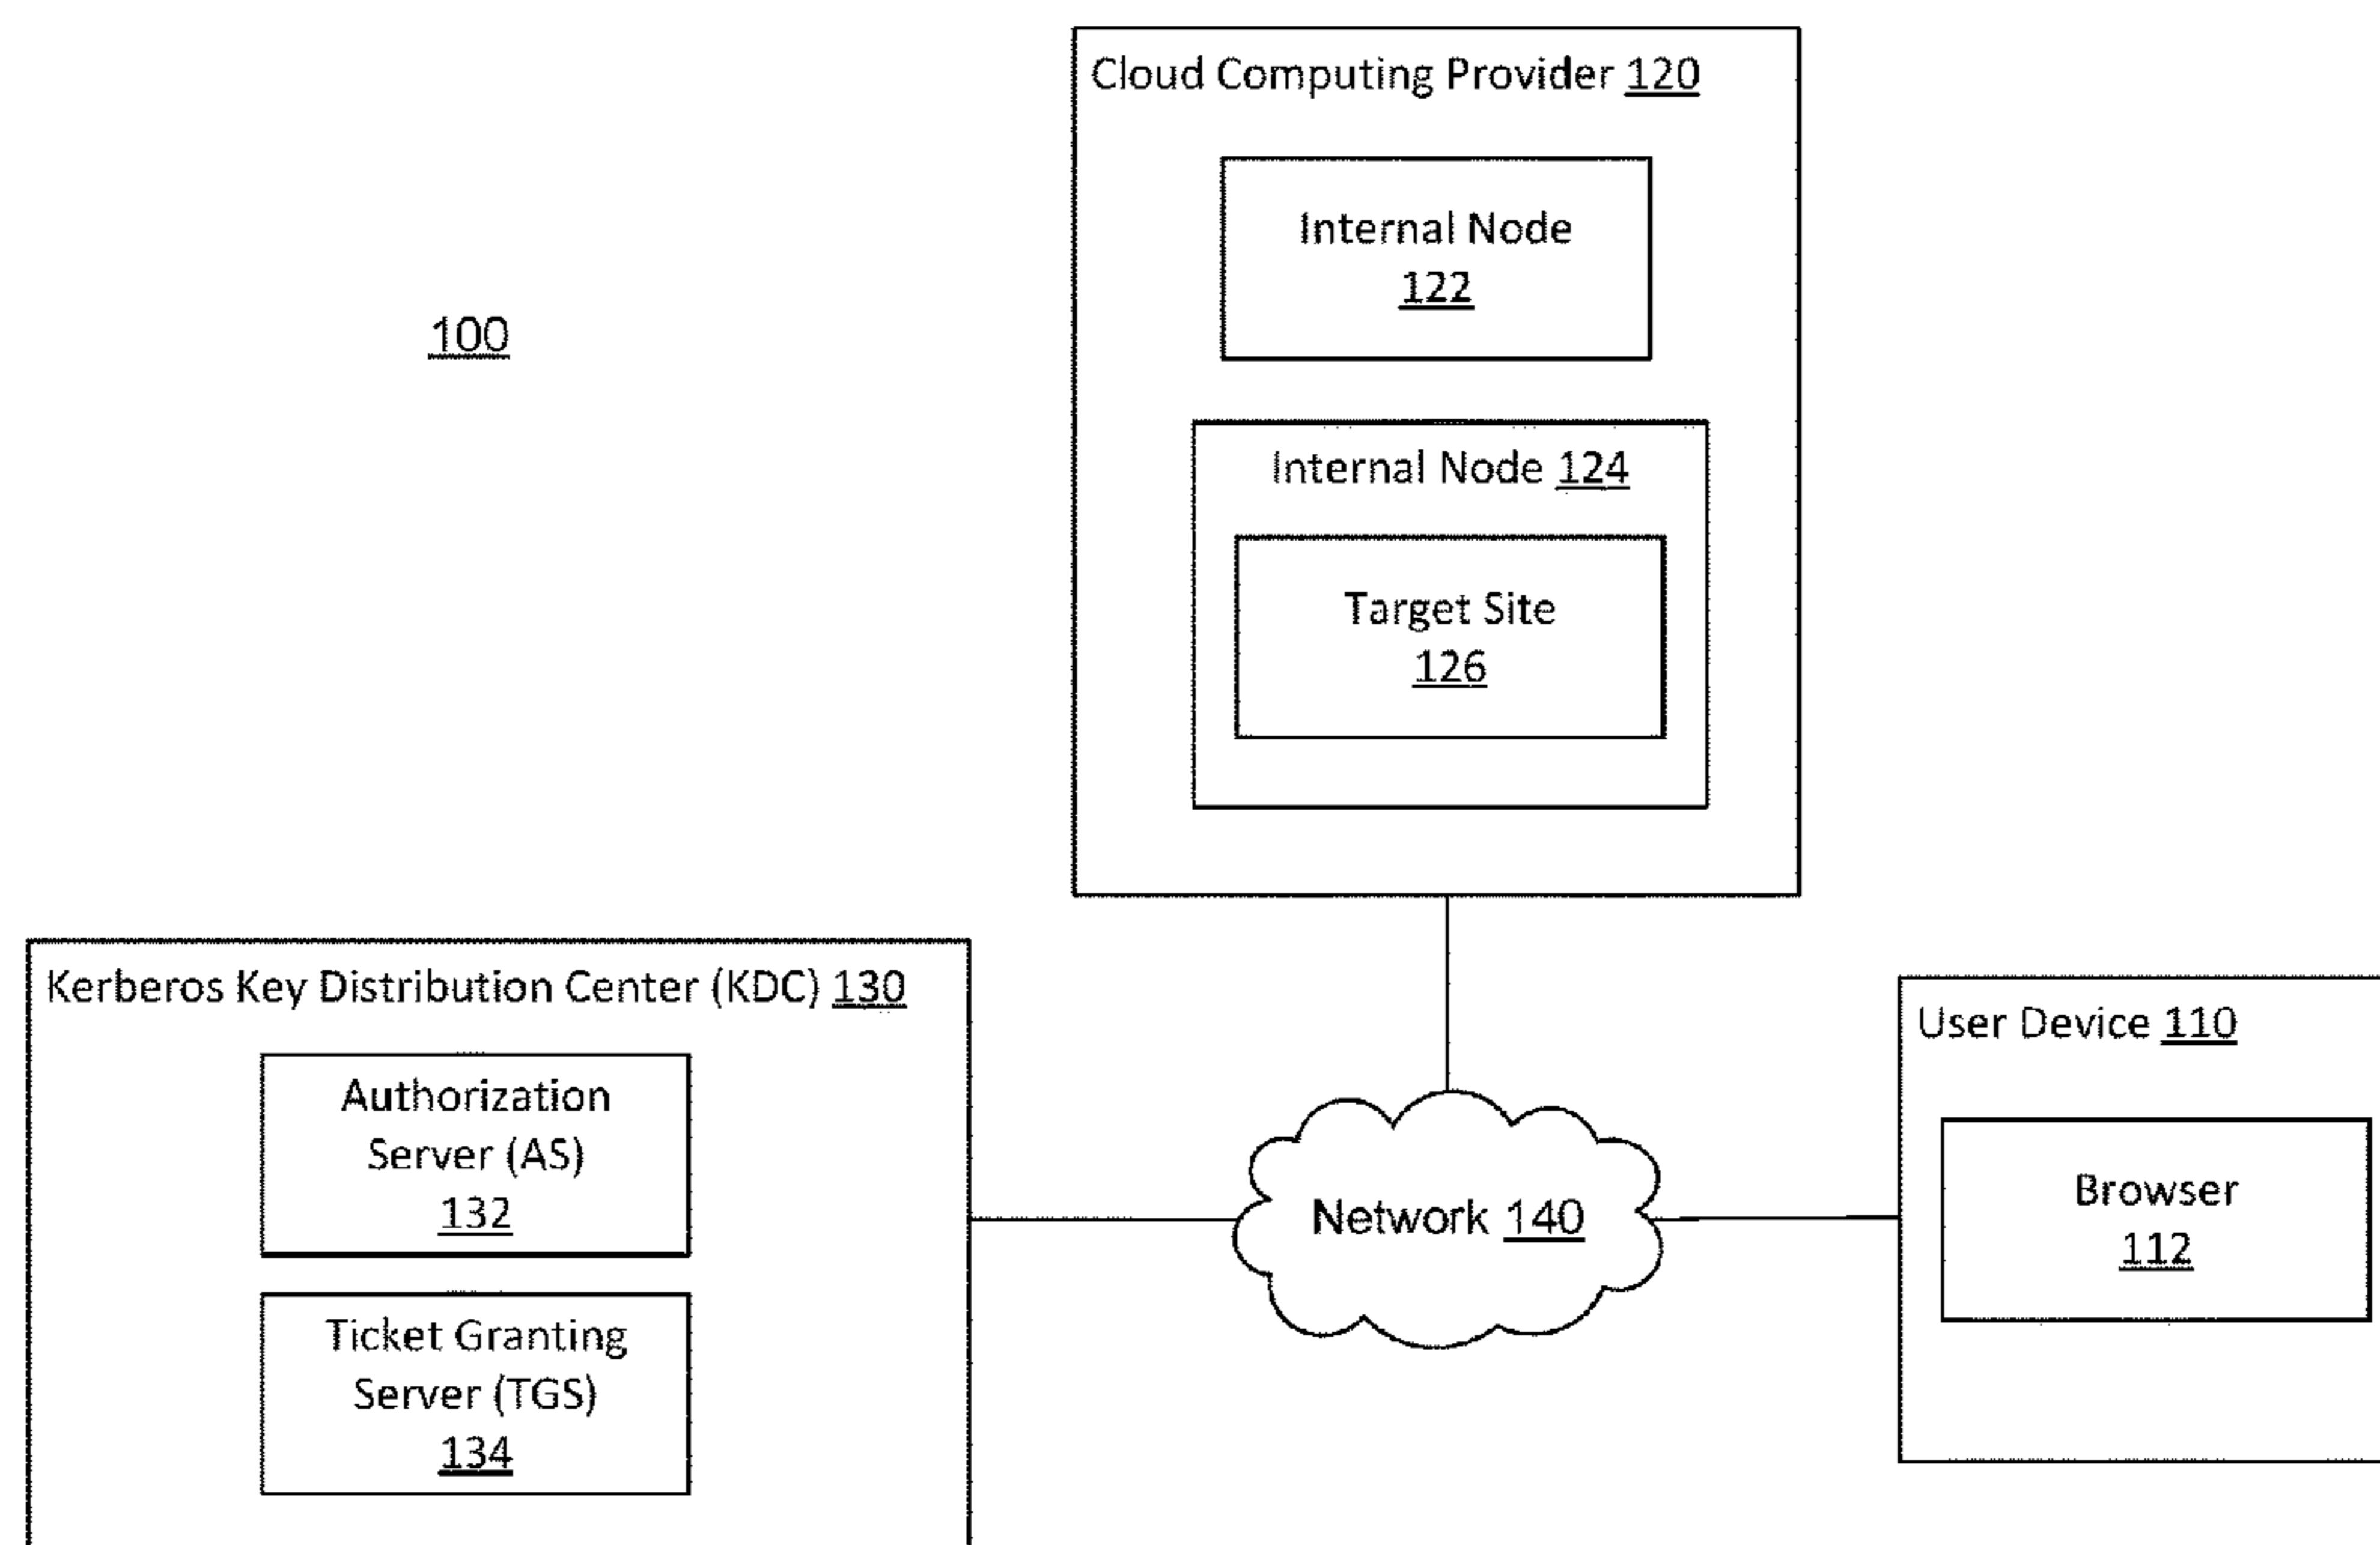 Cloud Computing Provider 120
Internal Node
122
100
Internal Node 124
Target Site
126
Kerberos Key Distribution Center (KDC) 130
User Device 110
Authorization
Server (AS)
132
Browser
112
Network 140
Ticket Granting
Server (TGS)
134